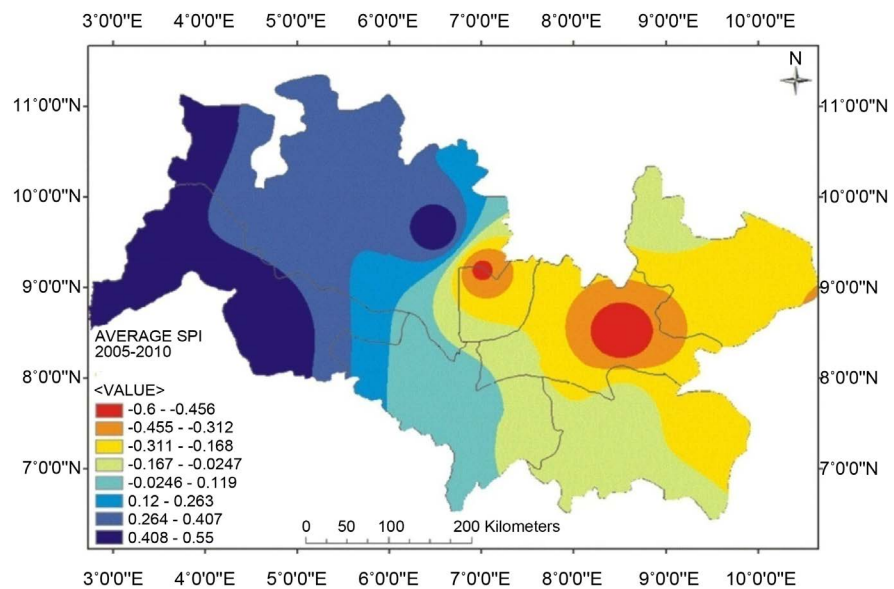 3°0'0"E 4°0'0"E 5°0'0"E 6°0'0"E 7°0'0"E 8°0'0"E 9°0'0"E 10°0'0"E
N
11°0'0"N 11°0'0"N
10°0'0"N 10°0'0"N
9°0'0"N 9°0'0"N
8°0'0"N 8°0'0"N
7°0'0"N 7°0'0"N
AVERAGE SPI
2005-2010
<VALUE>
-0.6 - -0.456
-0.455 - -0.312
-0.311 - -0.168
-0.167 - -0.0247
-0.0246 - 0.119
0.12 - 0.263
0.264 - 0.407
0.408 - 0.55
0 50 100 200 Kilometers
3°0'0"E 4°0'0"E 5°0'0"E 6°0'0"E 7°0'0"E 8°0'0"E 9°0'0"E 10°0'0"E